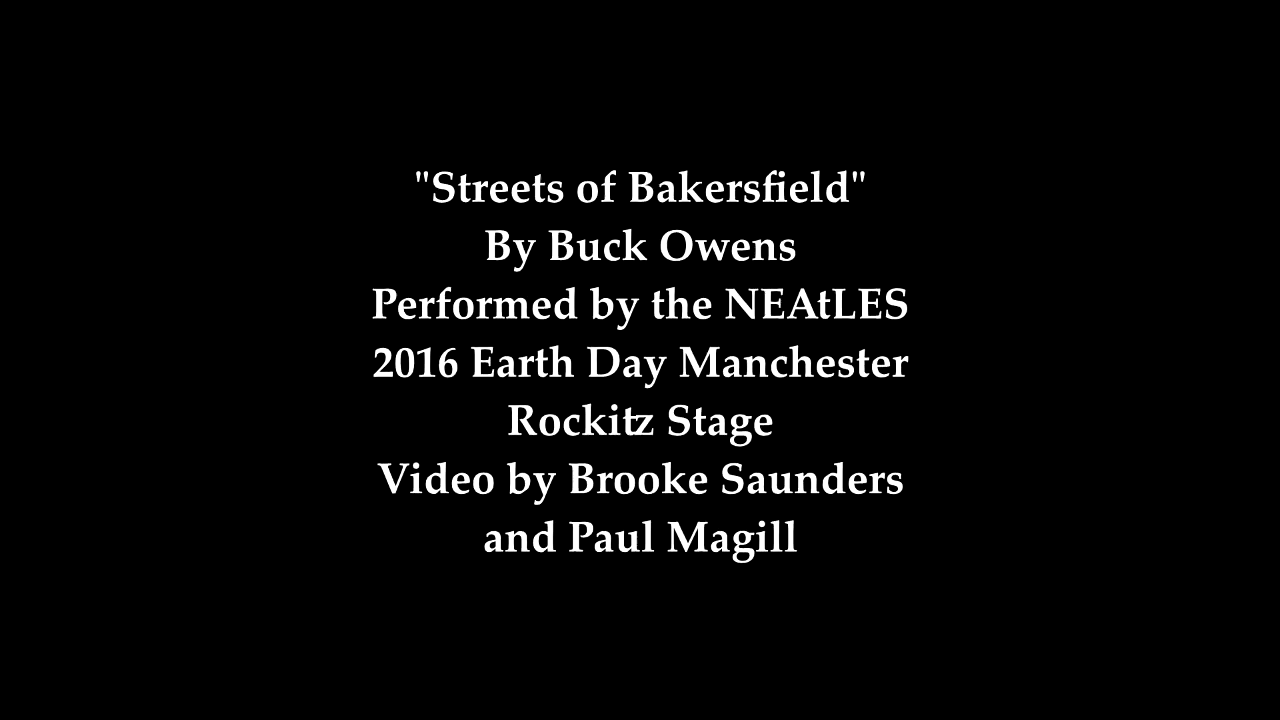 "Streets of Bakersfield"
By Buck Owens
Performed by the NEAtLES
2016 Earth Day Manchester
Rockitz Stage
Video by Brooke Saunders
and Paul Magill